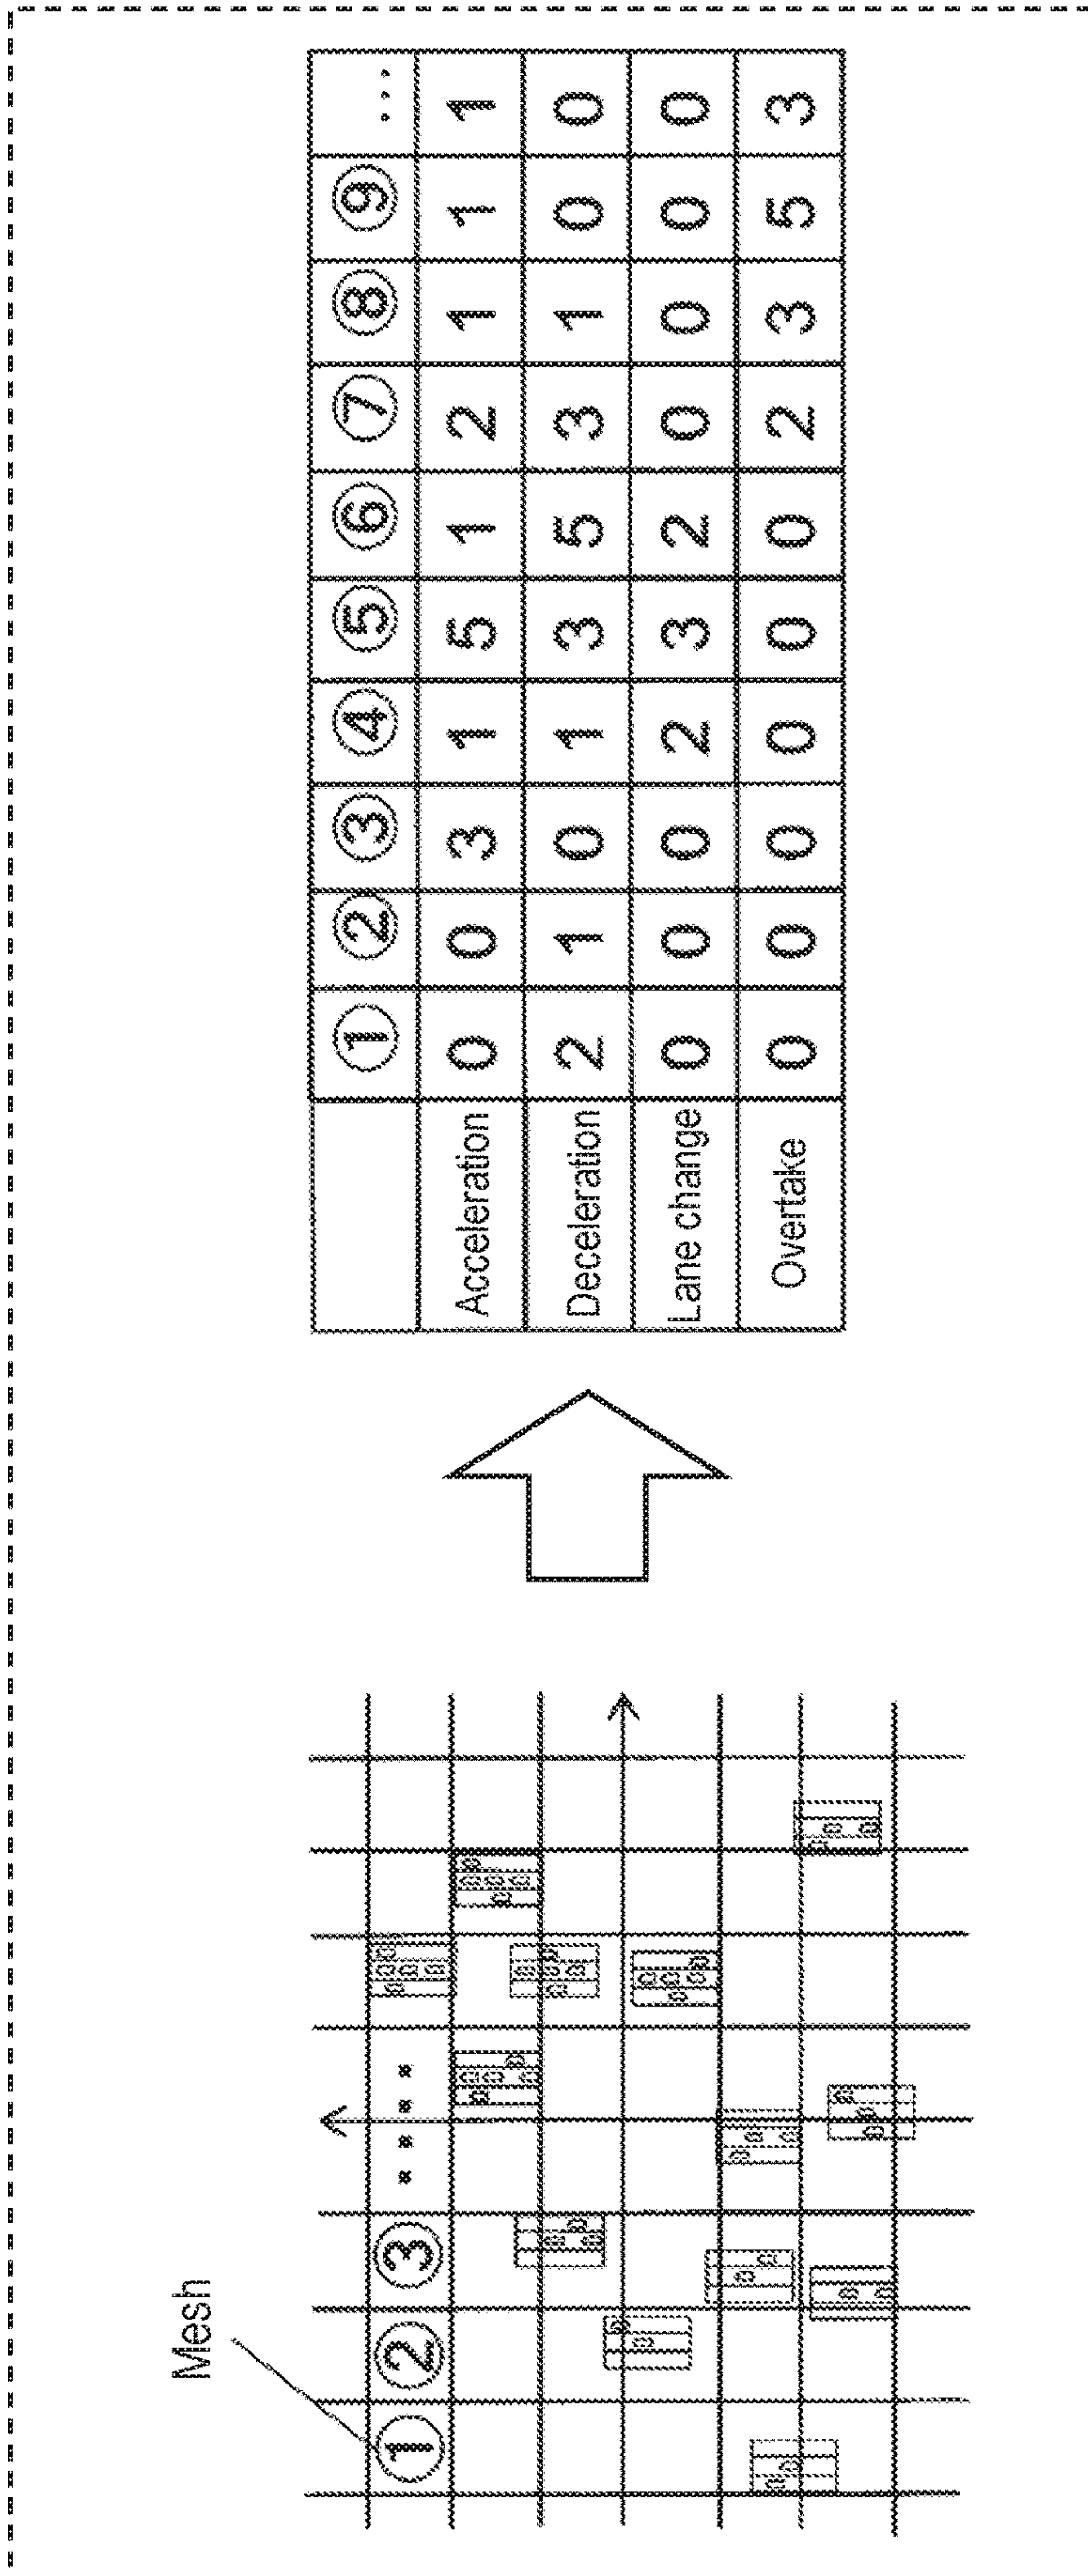 Mesh
① ② ③ ....
① ② ③ ④ ⑤ ⑥ ⑦ ⑧ ⑨ ...
Acceleration 0 0 3 1 5 1 2 1 1 1
Deceleration 2 1 0 1 3 5 3 1 0 0
Lane change 0 0 0 2 3 2 0 0 0 0
Overtake 0 0 0 0 0 0 2 3 5 3